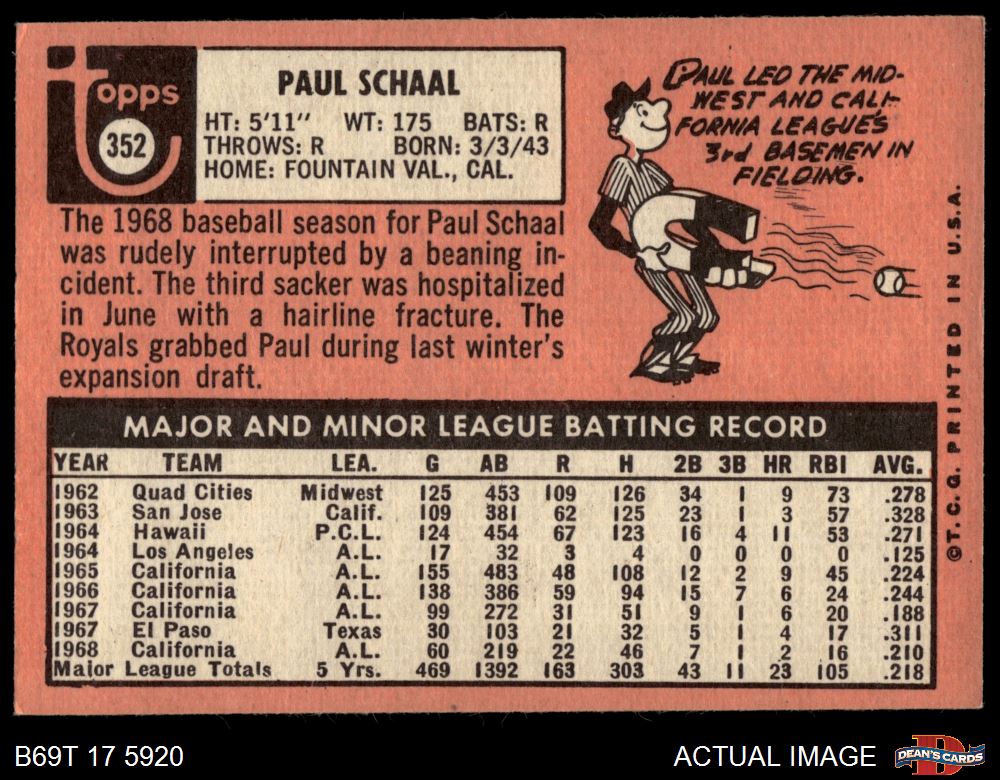 Topps
352
PAUL SCHAAL
HT: 5'11" WT: 175 BATS: R
THROWS: R BORN: 3/3/43
HOME: FOUNTAIN VAL., CAL.
PAUL LED THE MID-
WEST AND CALI-
FORNIA LEAGUE'S
3rd BASEMEN IN
FIELDING.
The 1968 baseball season for Paul Schaal
was rudely interrupted by a beaning in-
cident. The third sacker was hospitalized
in June with a hairline fracture. The
Royals grabbed Paul during last winter's
expansion draft.
MAJOR AND MINOR LEAGUE BATTING RECORD
YEAR TEAM LEA. G AB R H 2B 3B HR RBI AVG.
1962 Quad Cities Midwest 125 453 109 126 34 1 9 73 .278
1963 San Jose Calif. 109 381 62 125 23 1 3 57 .328
1964 Hawaii P.C.L. 124 454 67 123 16 4 11 53 .271
1964 Los Angeles A.L. 17 32 3 4 0 0 0 0 .125
1965 California A.L. 155 483 48 108 12 2 9 45 .224
1966 California A.L. 138 386 59 94 15 7 6 24 .244
1967 California A.L. 99 272 31 51 9 1 6 20 .188
1967 El Paso Texas 30 103 21 32 5 1 4 17 .311
1968 California A.L. 60 219 22 46 7 1 2 16 .210
Major League Totals 5 Yrs. 469 1392 163 303 43 11 23 105 .218
©T.C.G. PRINTED IN U.S.A.
B69T 17 5920
ACTUAL IMAGE
DEAN'S CARDS